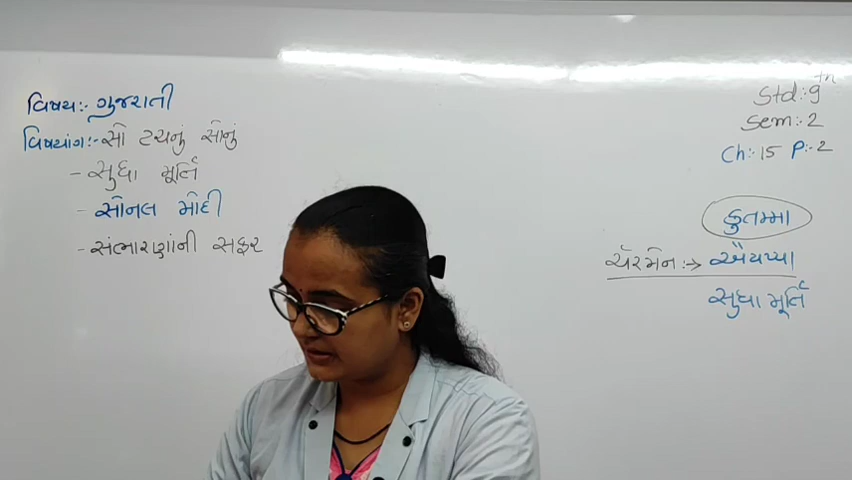 વિષય:- ગુજરાતી
વિષયાંગ:- સો ટચનું સોનું
- સુધા મૂર્તિ
- સોનલ મોદી
- સંભારણાંની સફર
Std:- 9th
Sem:- 2
Ch:- 15 P:- 2
કુતમ્મા
ચૅરમેન :→ ઐયપ્પા
સુધા મૂર્તિ